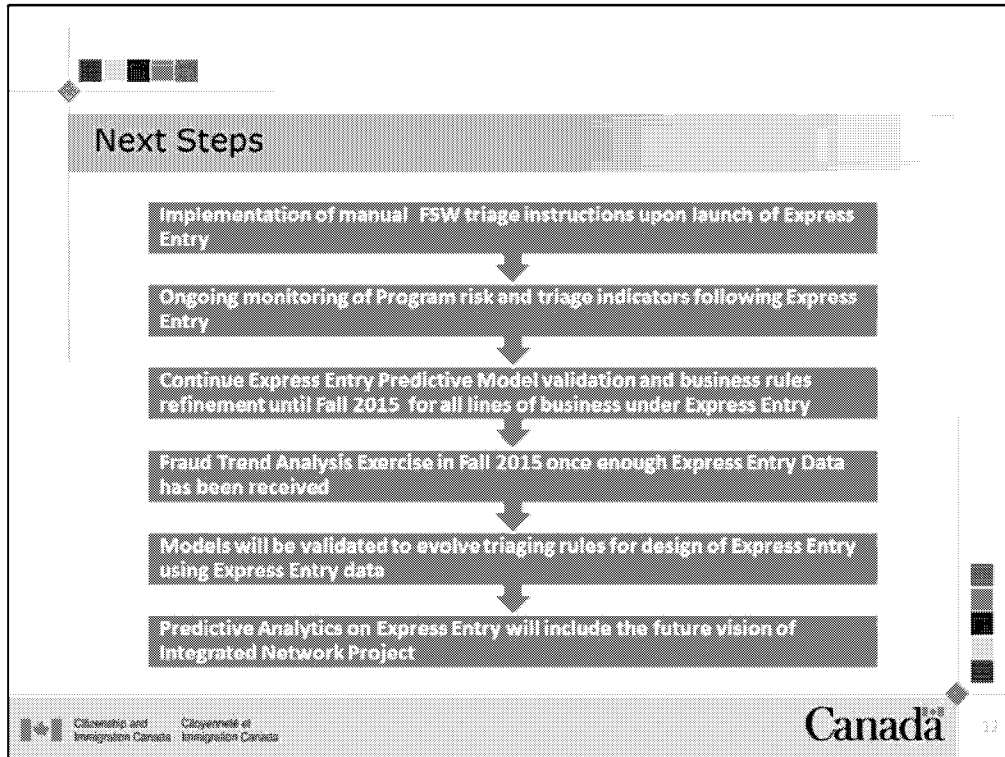 Next Steps
Implementation of manual FSW triage instructions upon launch of Express
Entry
Ongoing monitoring of Program risk and triage indicators following Express
Entry
Continue Express Entry Predictive Model validation and business rules
refinement until Fall 2015 for all lines of business under Express Entry
Fraud Trend Analysis Exercise in Fall 2015 once enough Express Entry Data
has been received
Models will be validated to evolve triaging rules for design of Express Entry
using Express Entry data
Predictive Analytics on Express Entry will include the future vision of
Integrated Network Project
Citizenship and
Immigration Canada
Citoyenneté et
Immigration Canada
Canada
12